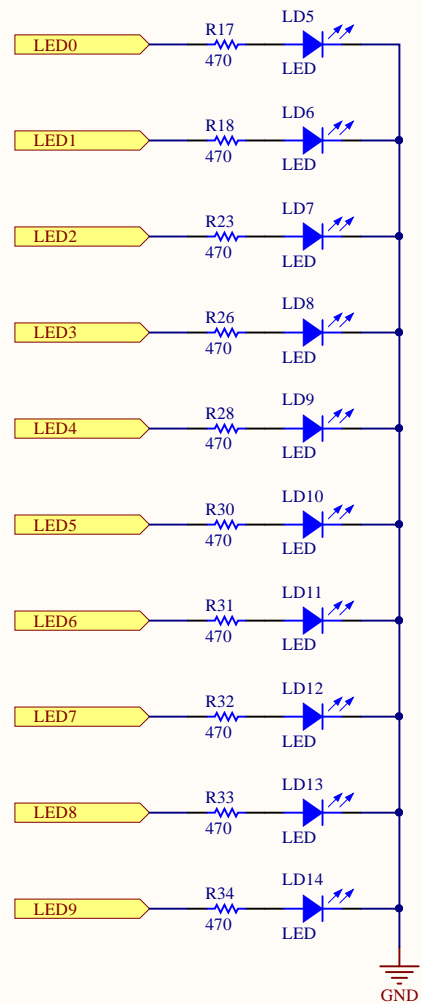 LD5
R17
LED0
470
LED
LD6
R18
LED1
470
LED
LD7
R23
LED2
470
LED
LD8
R26
LED3
470
LED
LD9
R28
LED4
470
LED
LD10
R30
LED5
470
LED
LD11
R31
LED6
470
LED
LD12
R32
LED7
470
LED
LD13
R33
LED8
470
LED
LD14
R34
LED9
470
LED
GND